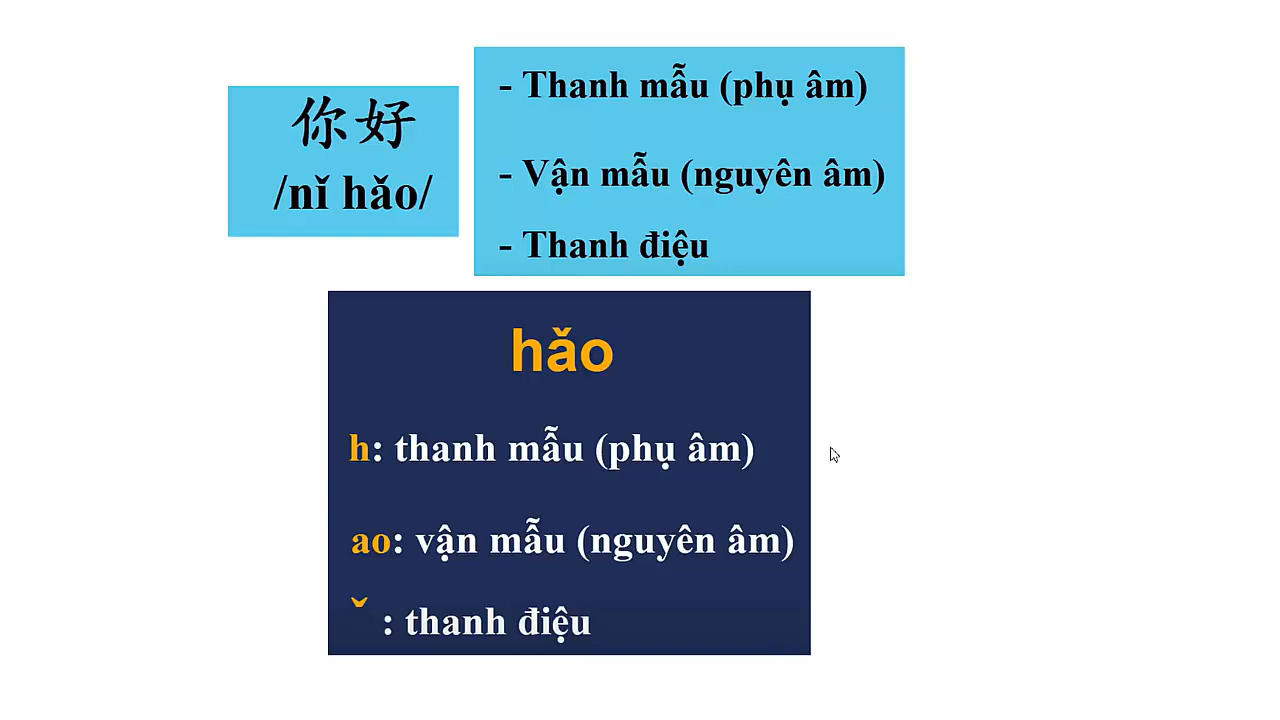 你好
/nǐ hǎo/
- Thanh mẫu (phụ âm)
- Vận mẫu (nguyên âm)
- Thanh điệu
hǎo
h: thanh mẫu (phụ âm)
ao: vận mẫu (nguyên âm)
ˇ : thanh điệu